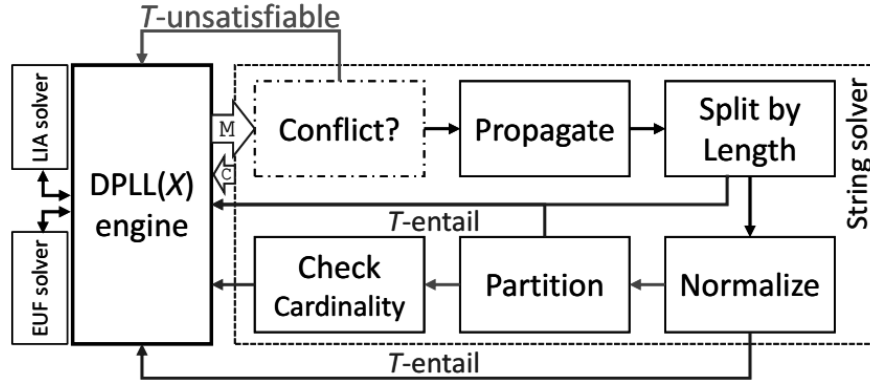 T-unsatisfiable
LIA solver
EUF solver
DPLL(X)
engine
M
C
Conflict?
Propagate
Split by
Length
String solver
T-entail
Check
Cardinality
Partition
Normalize
T-entail